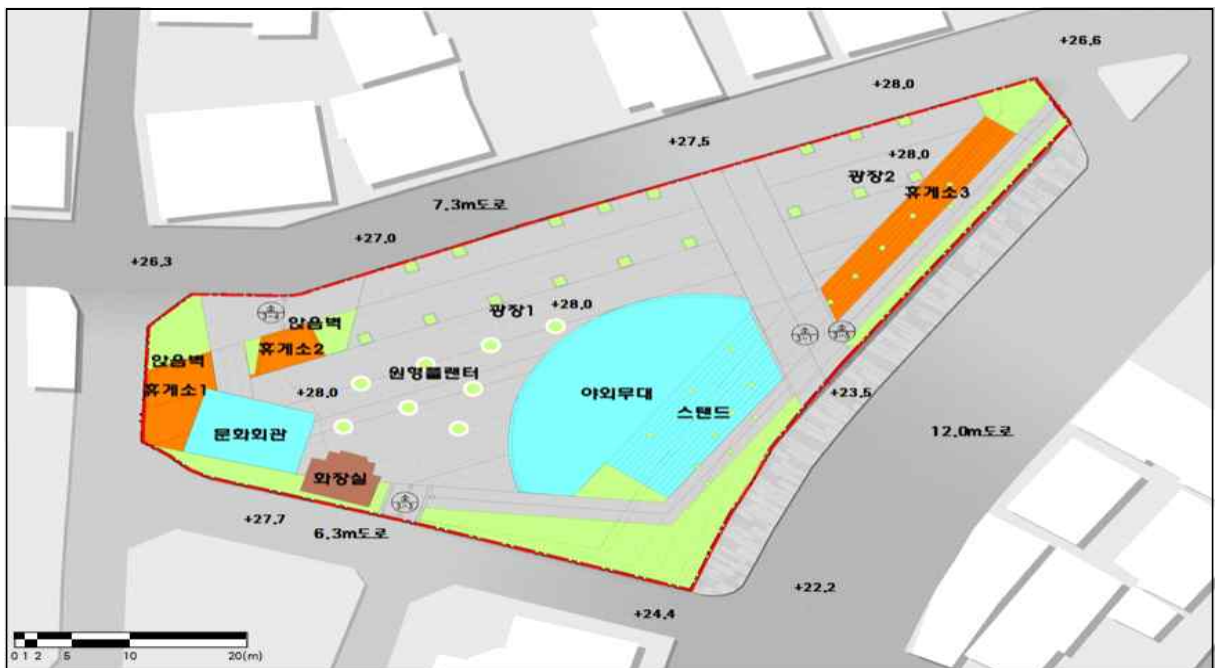 +26.6
+28.0
+27.5
+28.0
광장2
휴게소3
7.3m도로
+27.0
+26.3
앉음벽
휴게소2
광장1
+28.0
앉음벽
휴게소1
+28.0
원형플랜터
야외무대
스탠드
+23.5
12.0m도로
문화회관
화장실
+27.7
6.3m도로
+22.2
+24.4
0 1 2 5 10 20(m)